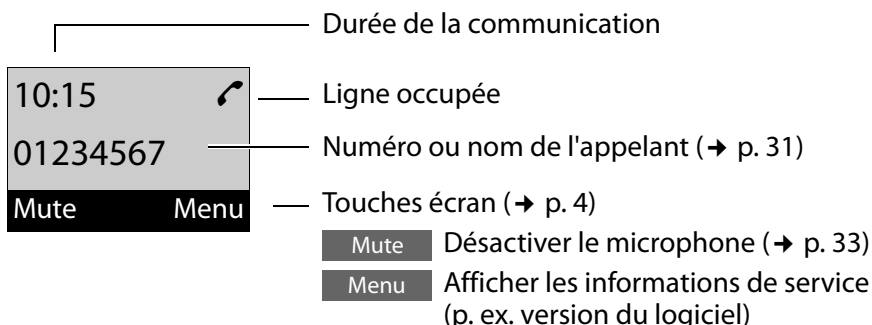 Durée de la communication
10:15
Ligne occupée
01234567
Numéro ou nom de l'appelant (➜ p. 31)
Mute Menu
Touches écran (➜ p. 4)
Mute Désactiver le microphone (➜ p. 33)
Menu Afficher les informations de service
(p. ex. version du logiciel)